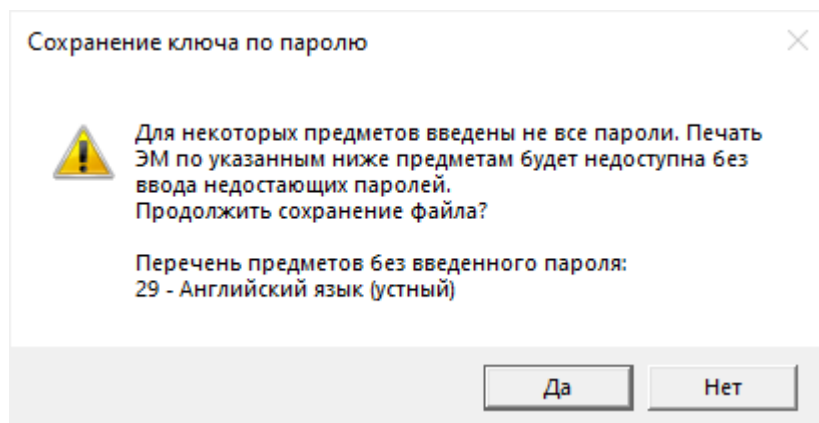 Сохранение ключа по паролю
Для некоторых предметов введены не все пароли. Печать
ЭМ по указанным ниже предметам будет недоступна без
ввода недостающих паролей.
Продолжить сохранение файла?
Перечень предметов без введенного пароля:
29 - Английский язык (устный)
Да
Нет